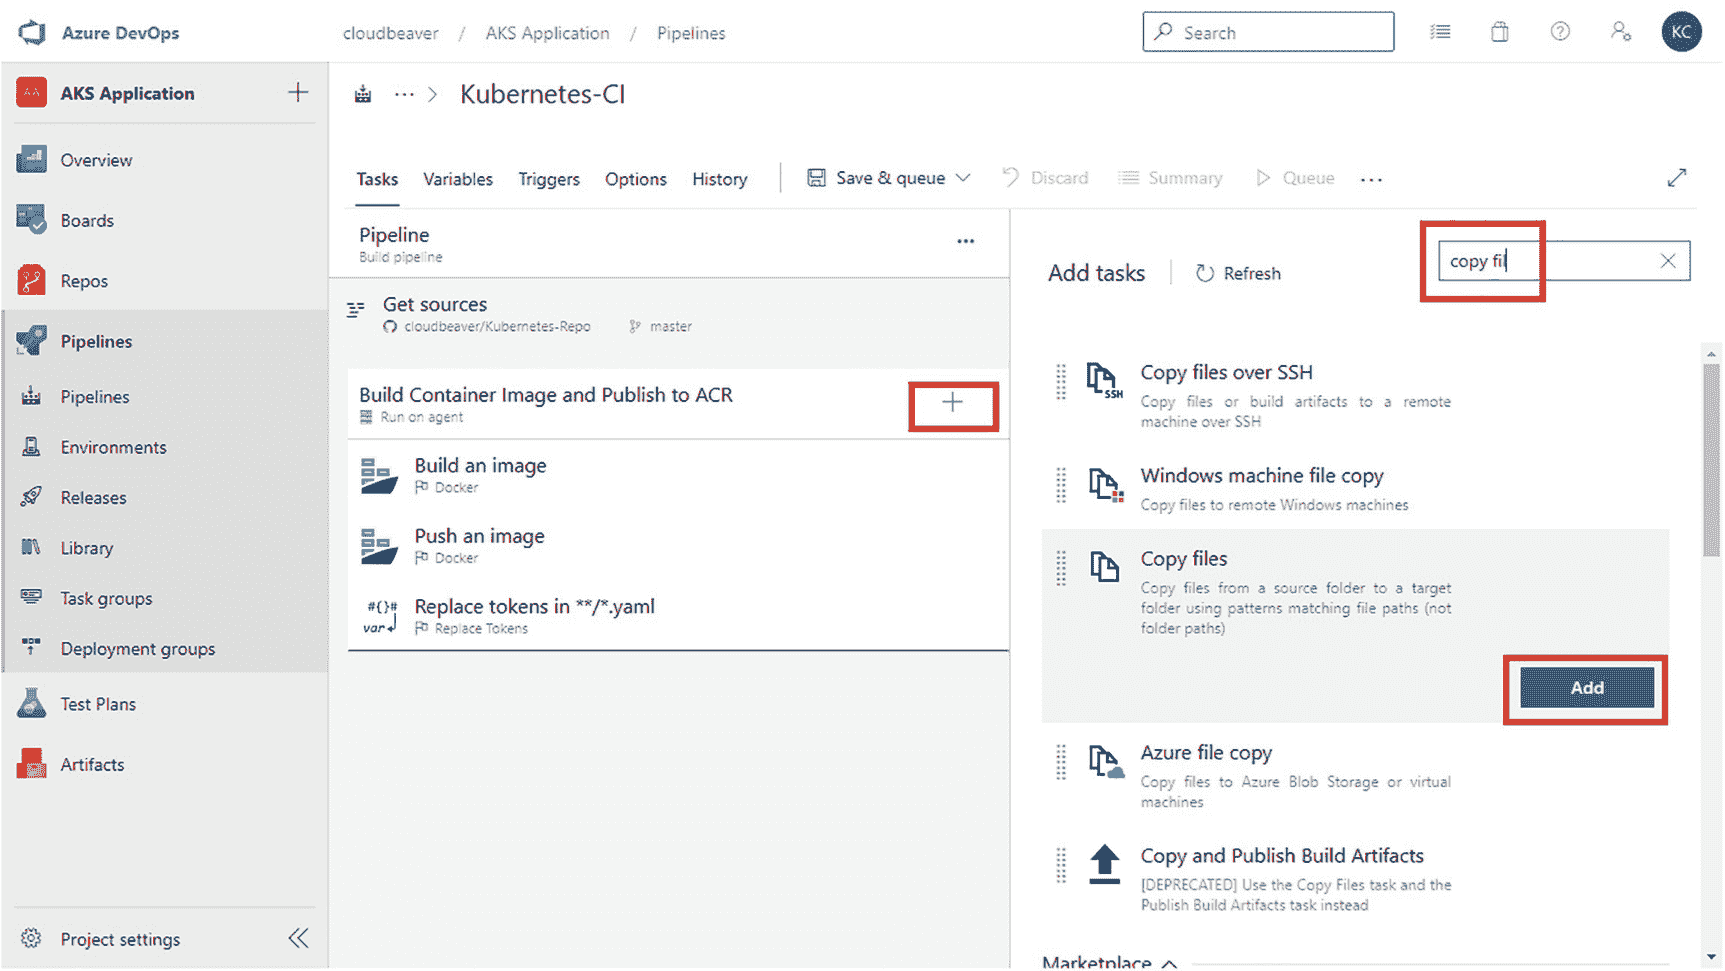 Azure DevOps
cloudbeaver / AKS Application / Pipelines
Search
KC
AKS Application
Overview
Boards
Repos
Pipelines
Pipelines
Environments
Releases
Library
Task groups
Deployment groups
Test Plans
Artifacts
Project settings
Kubernetes-CI
Tasks Variables Triggers Options History Save & queue Discard Summary Queue ...
Pipeline
Build pipeline
Get sources
cloudbeaver/Kubernetes-Repo master
Build Container Image and Publish to ACR
Run on agent
Build an image
Docker
Push an image
Docker
#{}#
var
Replace tokens in **/*.yaml
Replace Tokens
Add tasks Refresh
copy fil
SSH
Copy files over SSH
Copy files or build artifacts to a remote
machine over SSH
Windows machine file copy
Copy files to remote Windows machines
Copy files
Copy files from a source folder to a target
folder using patterns matching file paths (not
folder paths)
Add
Azure file copy
Copy files to Azure Blob Storage or virtual
machines
Copy and Publish Build Artifacts
[DEPRECATED] Use the Copy Files task and the
Publish Build Artifacts task instead
Marketplace